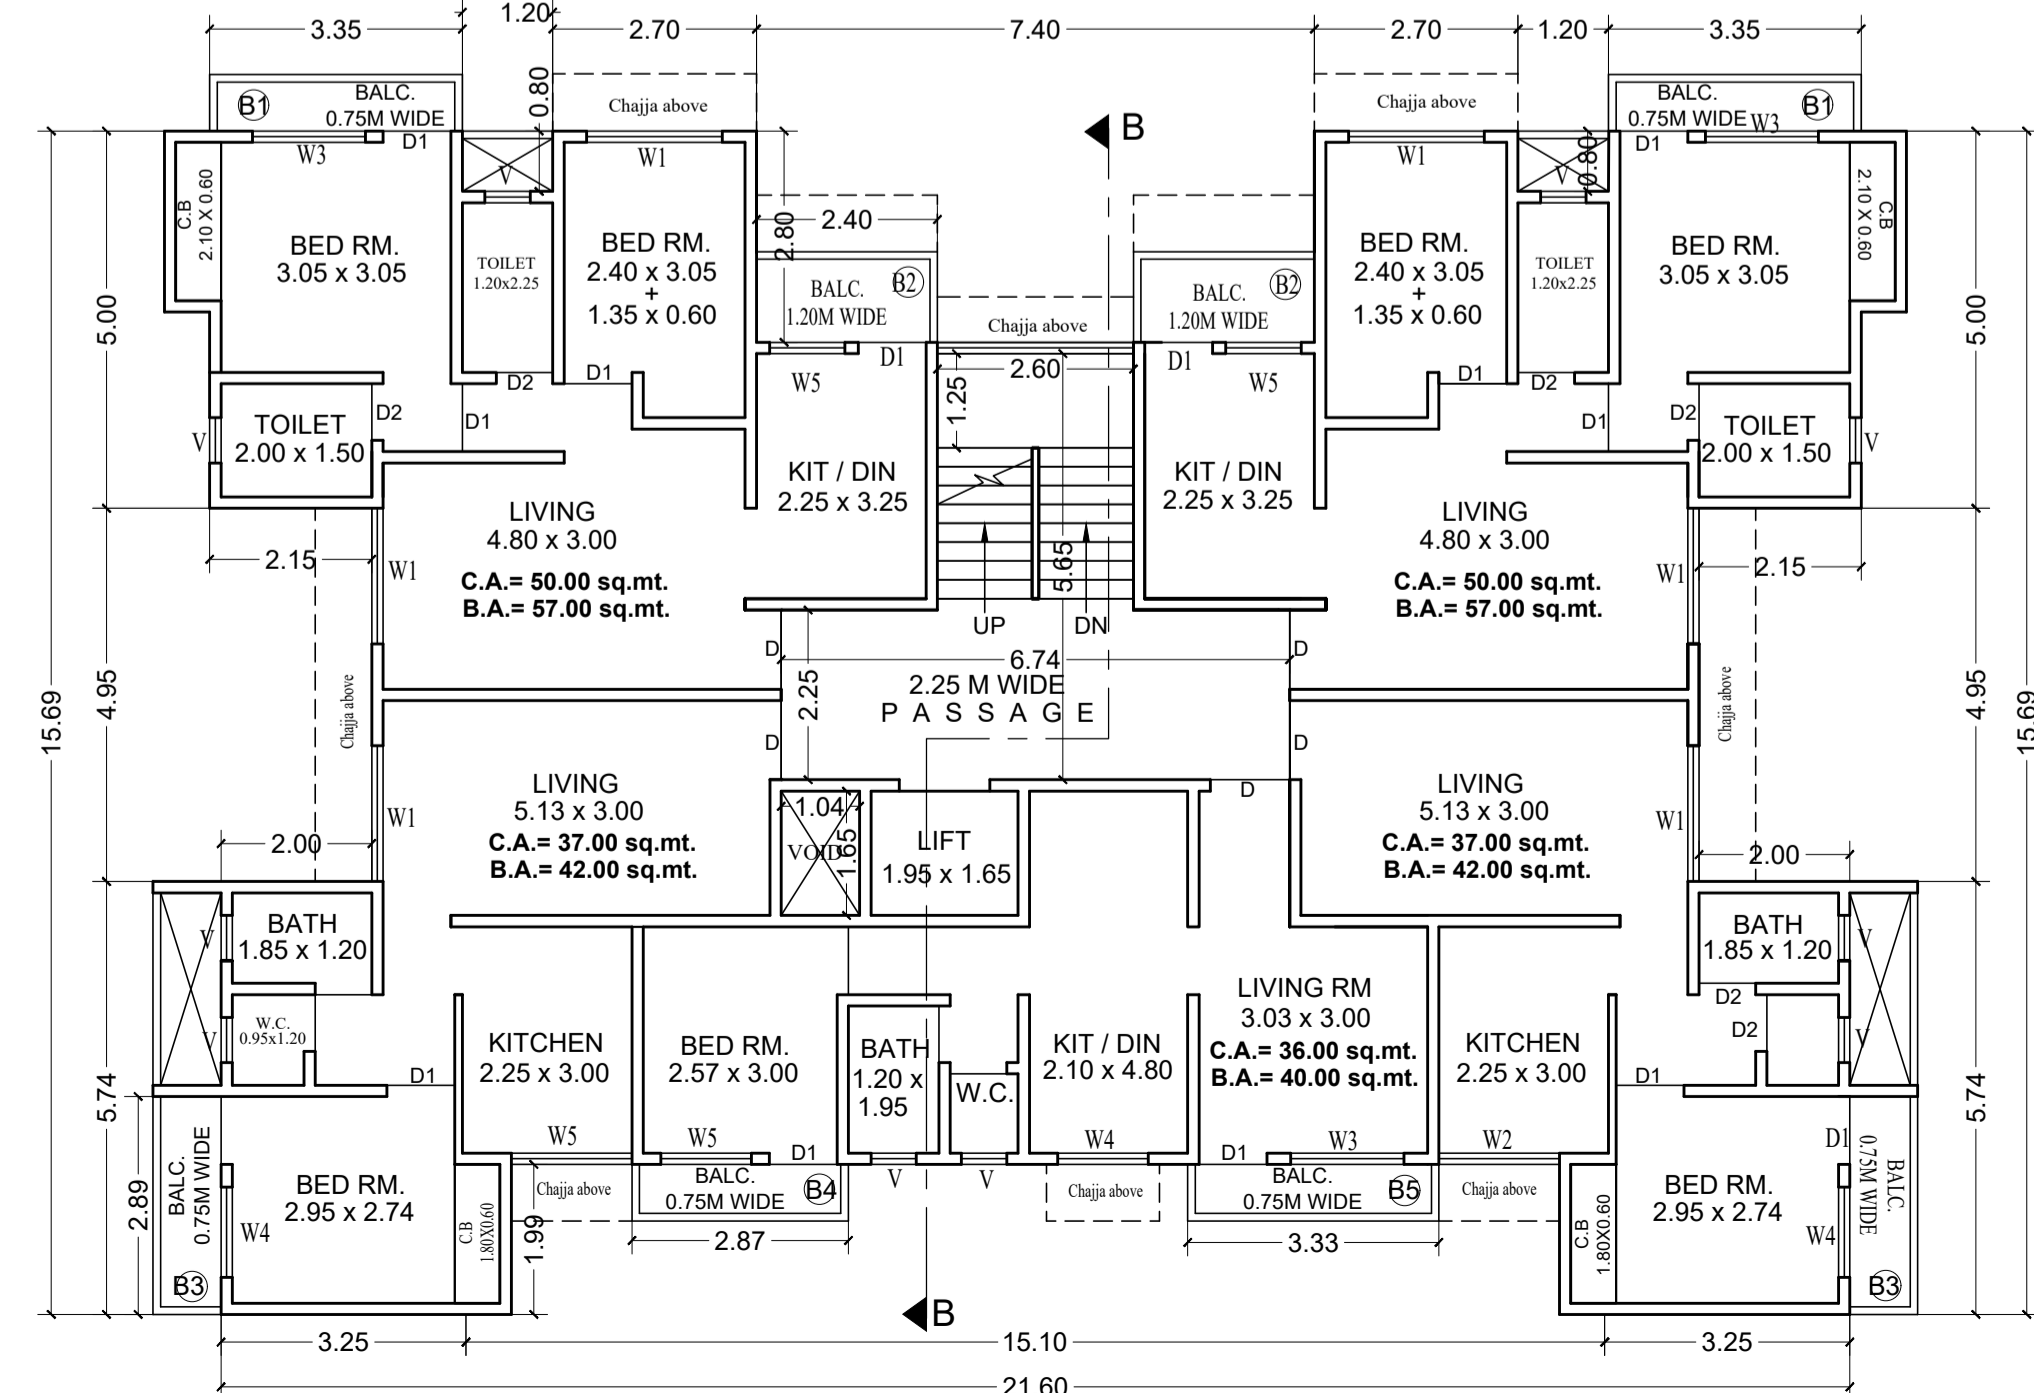 3.35
1.20
2.70
7.40
2.70
1.20
3.35
B1
BALC.
0.75M WIDE
W3
D1
0.80
Chajja above
W1
B
Chajja above
W1
0.80
BALC.
0.75M WIDE
B1
W3
D1
C.B
2.10 X 0.60
BED RM.
3.05 x 3.05
V
TOILET
1.20x2.25
BED RM.
2.40 x 3.05
+
1.35 x 0.60
2.80
2.40
BALC.
1.20M WIDE
B2
Chajja above
BALC.
1.20M WIDE
B2
BED RM.
2.40 x 3.05
+
1.35 x 0.60
V
TOILET
1.20x2.25
BED RM.
3.05 x 3.05
C.B
2.10 X 0.60
5.00
5.00
W5
D1
2.60
1.25
D1
W5
D2
D1
D1
D2
TOILET
2.00 x 1.50
V
D2
D1
D1
D2
TOILET
2.00 x 1.50
V
KIT / DIN
2.25 x 3.25
KIT / DIN
2.25 x 3.25
LIVING
4.80 x 3.00
C.A.= 50.00 sq.mt.
B.A.= 57.00 sq.mt.
LIVING
4.80 x 3.00
C.A.= 50.00 sq.mt.
B.A.= 57.00 sq.mt.
2.15
W1
5.65
UP
DN
W1
2.15
15.69
4.95
Chajja above
D
6.74
2.25 M WIDE
P A S S A G E
2.25
D
D
D
Chajja above
4.95
15.69
LIVING
5.13 x 3.00
C.A.= 37.00 sq.mt.
B.A.= 42.00 sq.mt.
W1
2.00
1.04
VOID
1.65
LIFT
1.95 x 1.65
D
LIVING
5.13 x 3.00
C.A.= 37.00 sq.mt.
B.A.= 42.00 sq.mt.
W1
2.00
V
BATH
1.85 x 1.20
BATH
1.85 x 1.20
V
V
W.C.
0.95x1.20
D1
D2
D2
V
D1
KITCHEN
2.25 x 3.00
BED RM.
2.57 x 3.00
BATH
1.20 x
1.95
W.C.
KIT / DIN
2.10 x 4.80
LIVING RM
3.03 x 3.00
C.A.= 36.00 sq.mt.
B.A.= 40.00 sq.mt.
KITCHEN
2.25 x 3.00
5.74
5.74
W5
W5
D1
V
V
W4
D1
W3
W2
D1
2.89
BALC.
0.75M WIDE
B3
W4
BED RM.
2.95 x 2.74
C.B
1.80X0.60
1.99
Chajja above
BALC.
0.75M WIDE
B4
Chajja above
BALC.
0.75M WIDE
B5
Chajja above
C.B
1.80X0.60
BED RM.
2.95 x 2.74
W4
BALC.
0.75M WIDE
B3
2.87
3.33
B
3.25
15.10
3.25
21.60